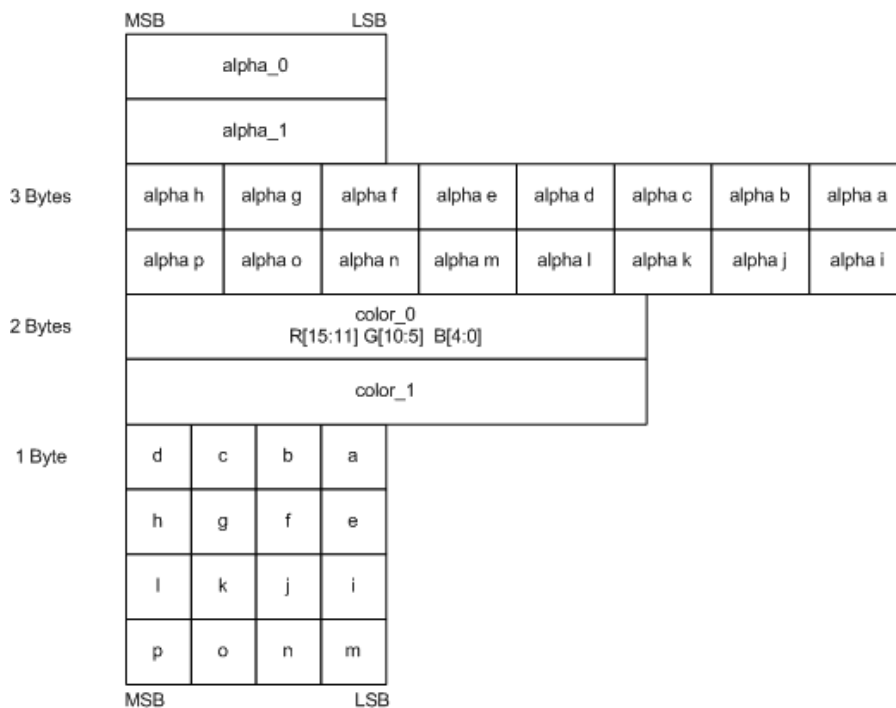 MSB LSB
alpha_0
alpha_1
3 Bytes alpha h alpha g alpha f alpha e alpha d alpha c alpha b alpha a
alpha p alpha o alpha n alpha m alpha l alpha k alpha j alpha i
2 Bytes color_0
R[15:11] G[10:5] B[4:0]
color_1
1 Byte d c b a
h g f e
l k j i
p o n m
MSB LSB